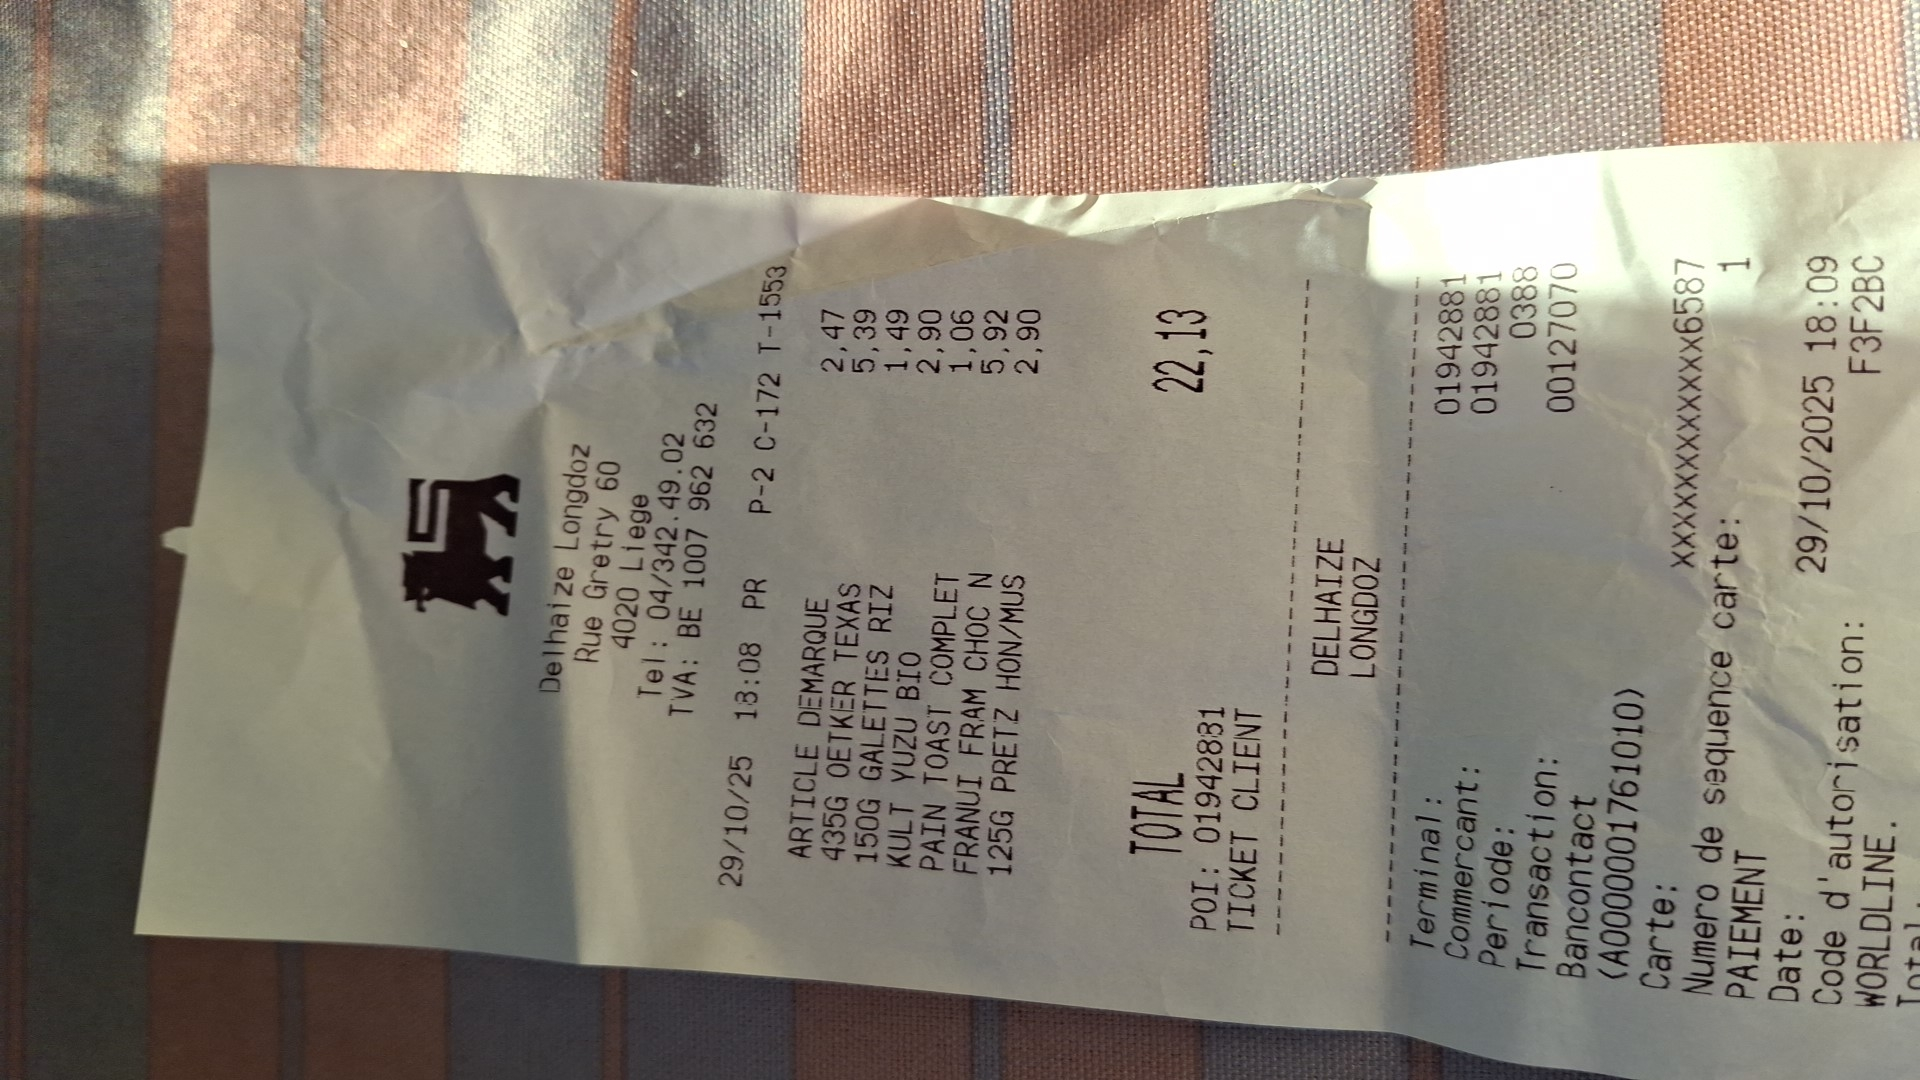 Delhaize Longdoz
Rue Gretry 60
4020 Liege
Tel: 04/342.49.02
TVA: BE 1007 962 632
29/10/25 18:08 PR P-2 C-172 T-1553
ARTICLE DEMARQUE 2,47
435G OETKER TEXAS 5,39
150G GALETTES RIZ 1,49
KULT YUZU BIO 2,90
PAIN TOAST COMPLET 1,06
FRANUI FRAM CHOC N 5,92
125G PRETZ HON/MUS 2,90
TOTAL 22,13
POI: 01942881
TICKET CLIENT
DELHAIZE
LONGDOZ
Terminal: 01942881
Commercant: 01942881
Periode: 0388
Transaction: 00127070
Bancontact
(A0000001761010)
Carte: XXXXXXXXXXXXX6587
Numero de sequence carte: 1
PAIEMENT
Date: 29/10/2025 18:09
Code d'autorisation: F3F2BC
WORLDLINE.
Total: